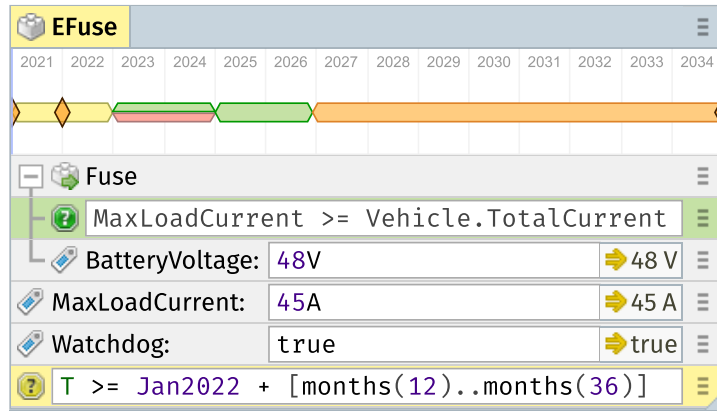 EFuse
2021 2022 2023 2024 2025 2026 2027 2028 2029 2030 2031 2032 2033 2034
Fuse
MaxLoadCurrent >= Vehicle.TotalCurrent
BatteryVoltage: 48V 48 V
MaxLoadCurrent: 45A 45 A
Watchdog: true true
T >= Jan2022 + [months(12)..months(36)]